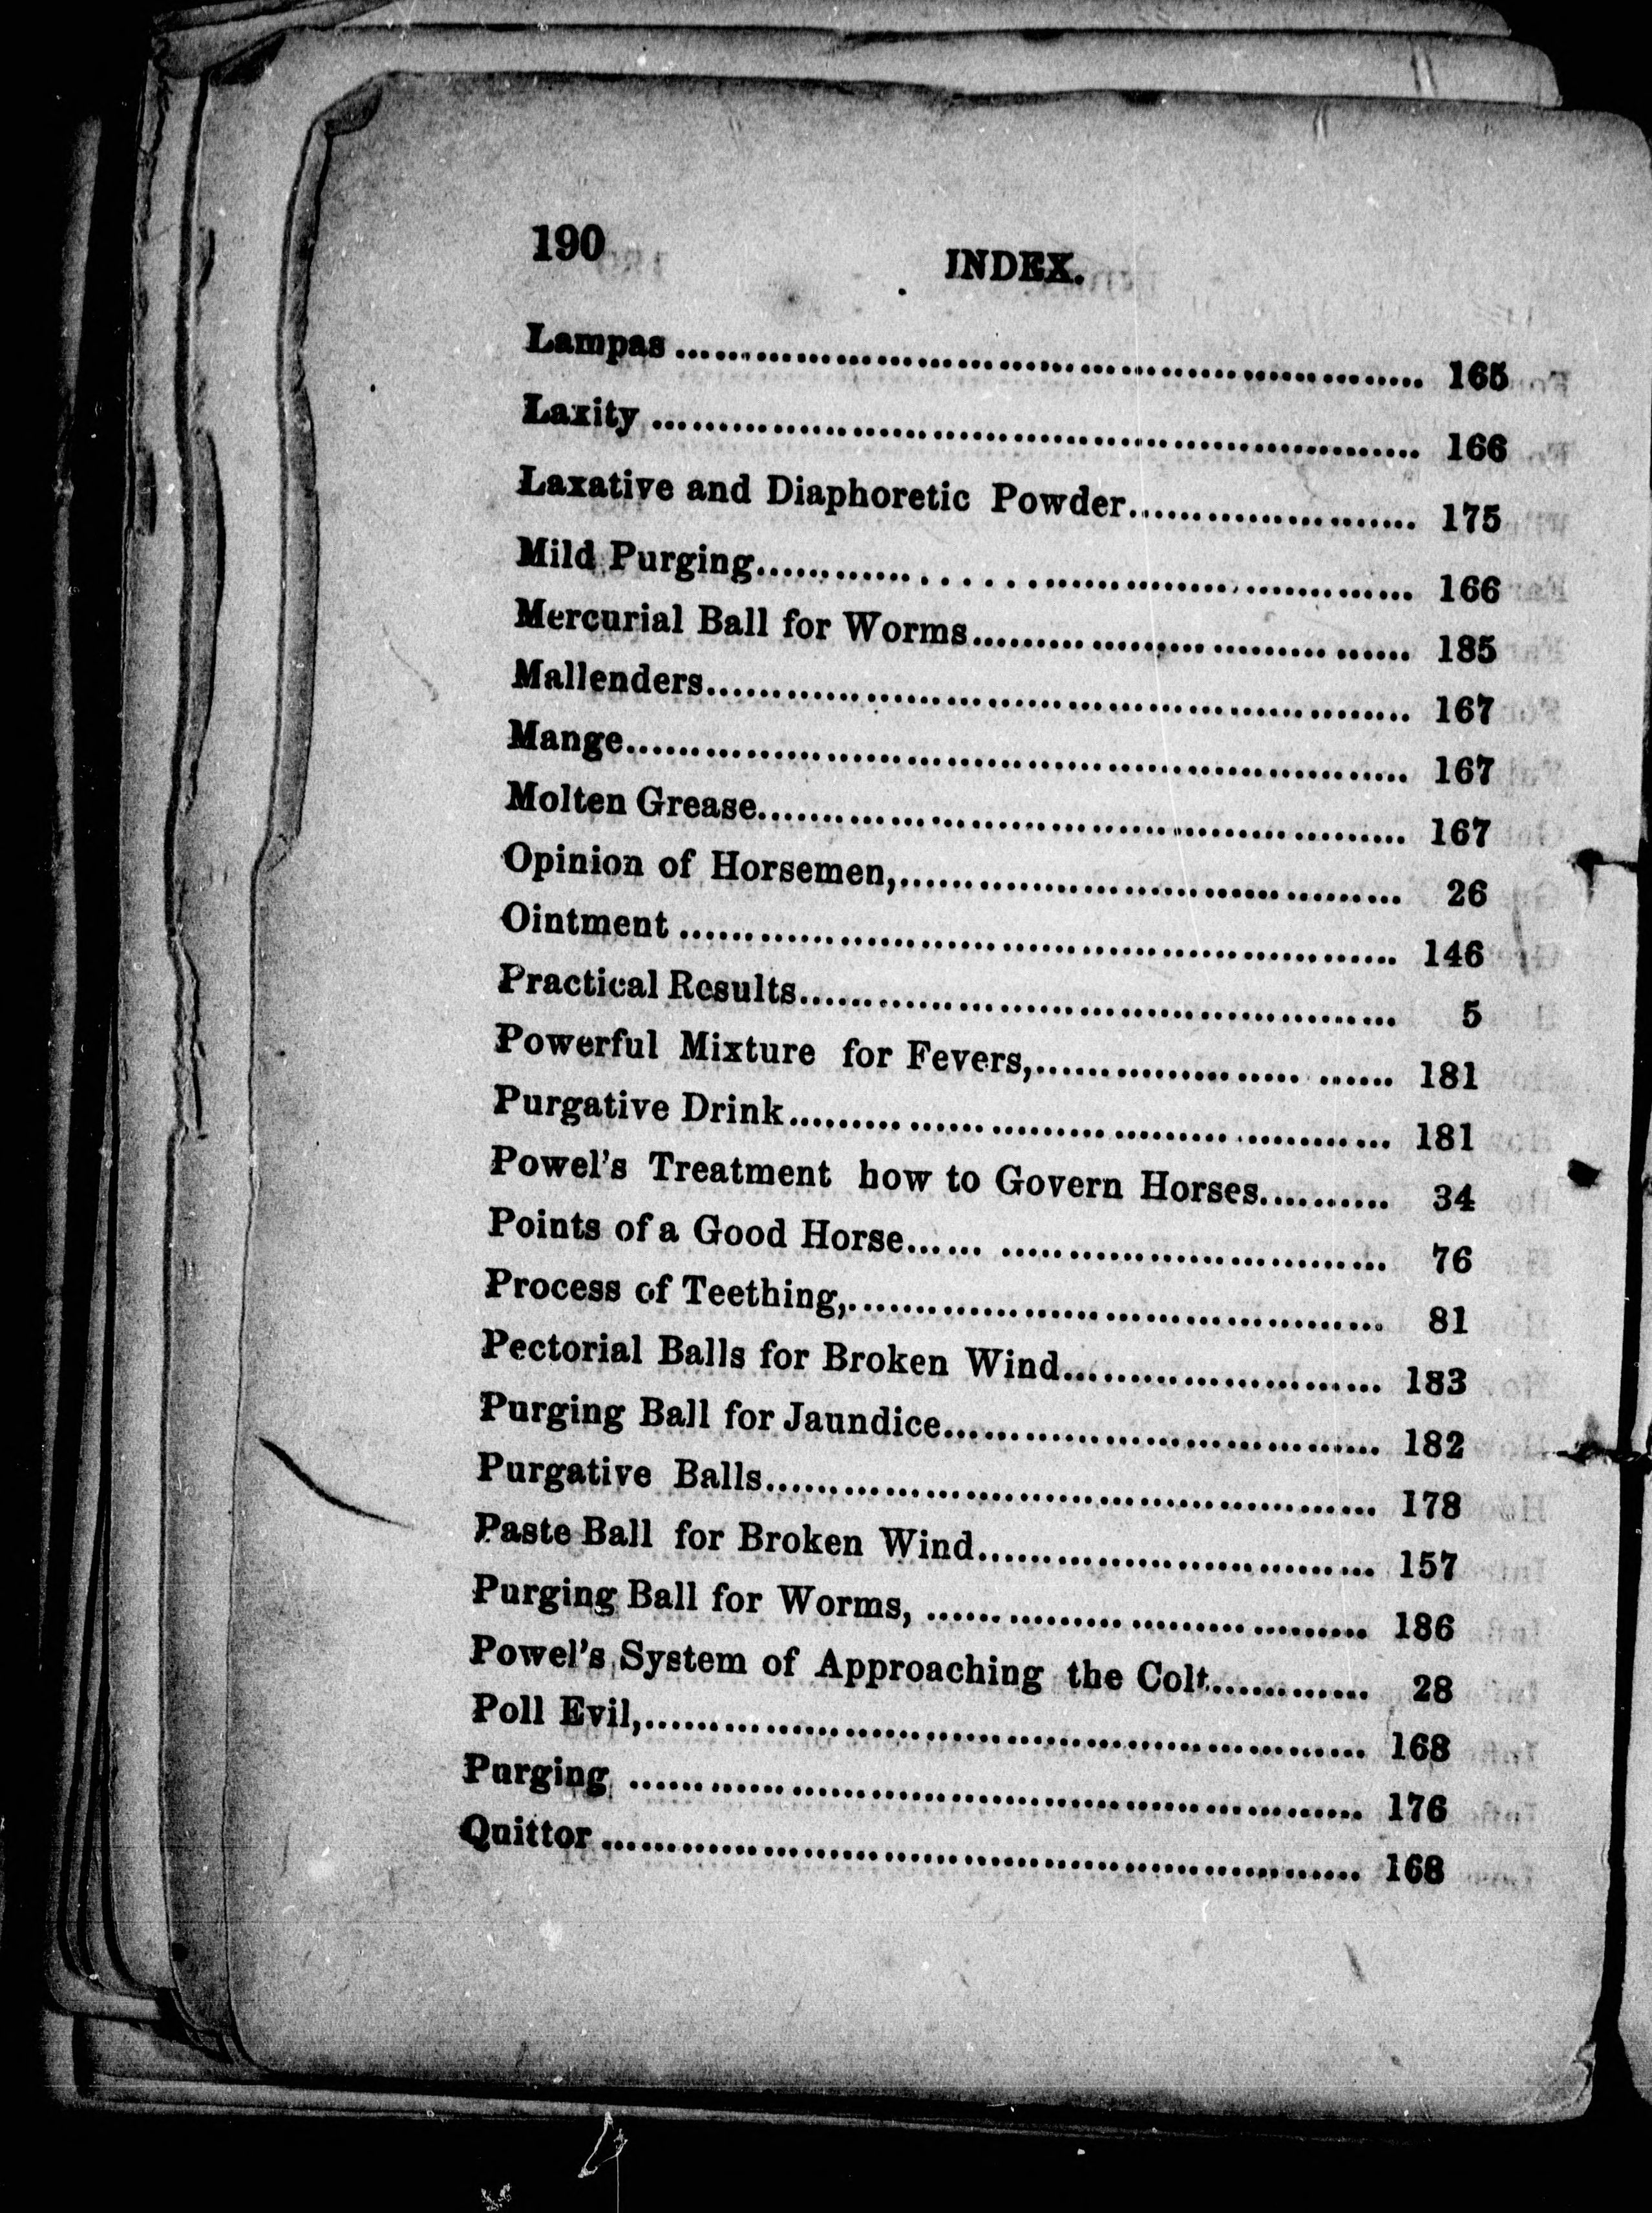 190
INDEX.
Lampas ........................................................ 165
Laxity ......................................................... 166
Laxative and Diaphoretic Powder...................... 175
Mild Purging................................................. 166
Mercurial Ball for Worms......... ......... ......... ...... 185
Mallenders.................................................... 167
Mange.......................................................... 167
Molten Grease................................................ 167
Opinion of Horsemen,...................................... 26
Ointment ...................................................... 146
Practical Results............................................. 5
Powerful Mixture for Fevers,.................... ...... 181
Purgative Drink......... ...... ......... ......... ........... 181
Powel's Treatment how to Govern Horses.......... 34
Points of a Good Horse...... ............................. 76
Process of Teething,........................................ 81
Pectorial Balls for Broken Wind........................ 183
Purging Ball for Jaundice................................. 182
Purgative Balls.............................................. 178
Paste Ball for Broken Wind.............................. 157
Purging Ball for Worms, ............... ......... ......... 186
Powel's System of Approaching the Colt............ 28
Poll Evil,...................................................... 168
Purging ....................................................... 176
Quittor ......................................................... 168